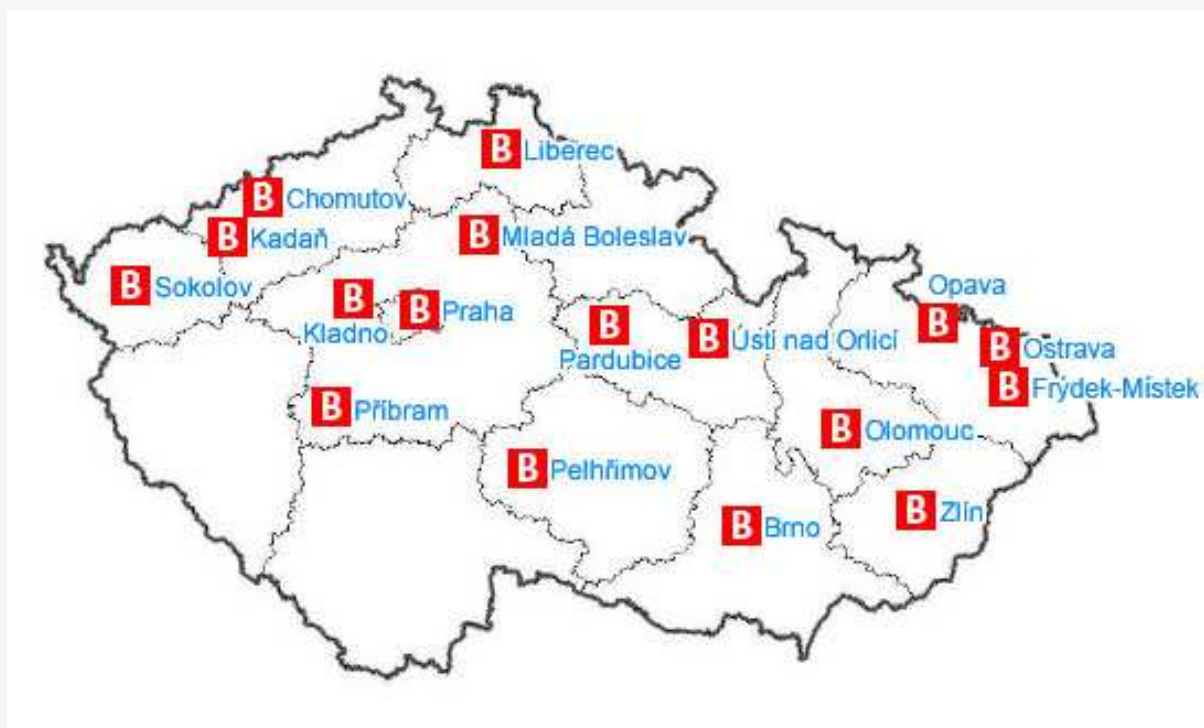 B Liberec
B Chomutov
B Kadaň
B Mladá Boleslav
B Sokolov
Opava
B
B
Kladno
B Praha
B
Pardubice
B Ústí nad Orlicí
B Ostrava
B Frýdek-Místek
B Příbram
B Olomouc
B Pelhřimov
B Zlín
B Brno